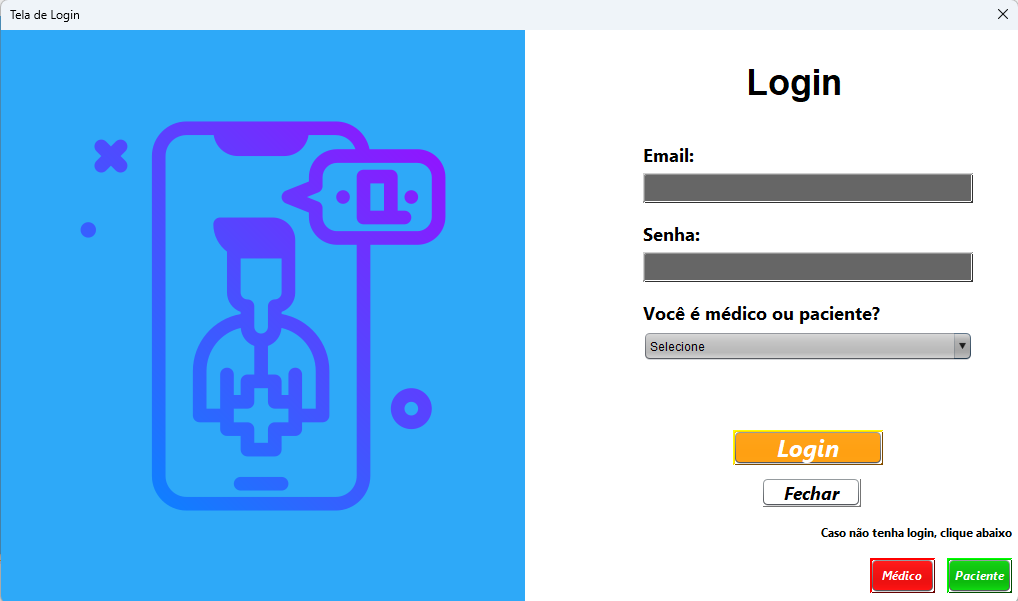 Tela de Login
Login
Email:
Senha:
Você é médico ou paciente?
Selecione
Login
Fechar
Caso não tenha login, clique abaixo
Médico
Paciente